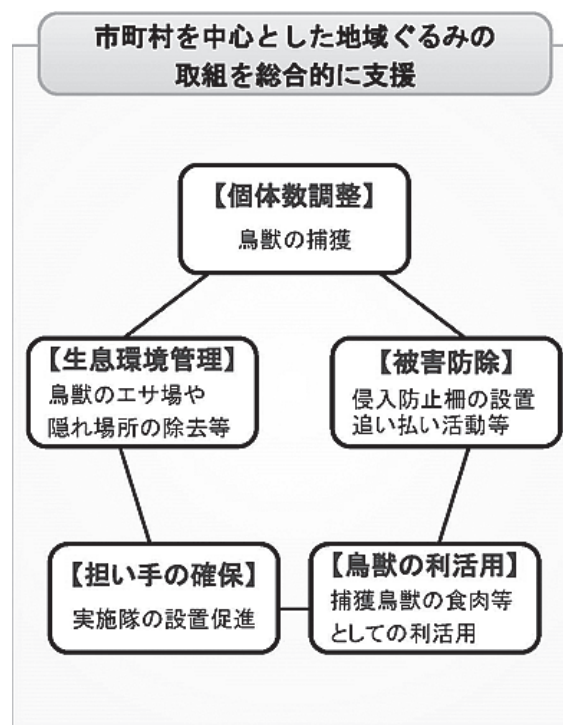 市町村を中心とした地域ぐるみの
取組を総合的に支援
【個体数調整】
鳥獣の捕獲
【生息環境管理】
鳥獣のエサ場や
隠れ場所の除去等
【被害防除】
侵入防止柵の設置
追い払い活動等
【担い手の確保】
実施隊の設置促進
【鳥獣の利活用】
捕獲鳥獣の食肉等
としての利活用